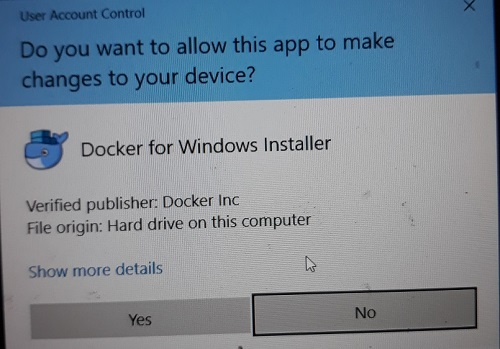 User Account Control
Do you want to allow this app to make
changes to your device?
Docker for Windows Installer
Verified publisher: Docker Inc
File origin: Hard drive on this computer
Show more details
Yes
No